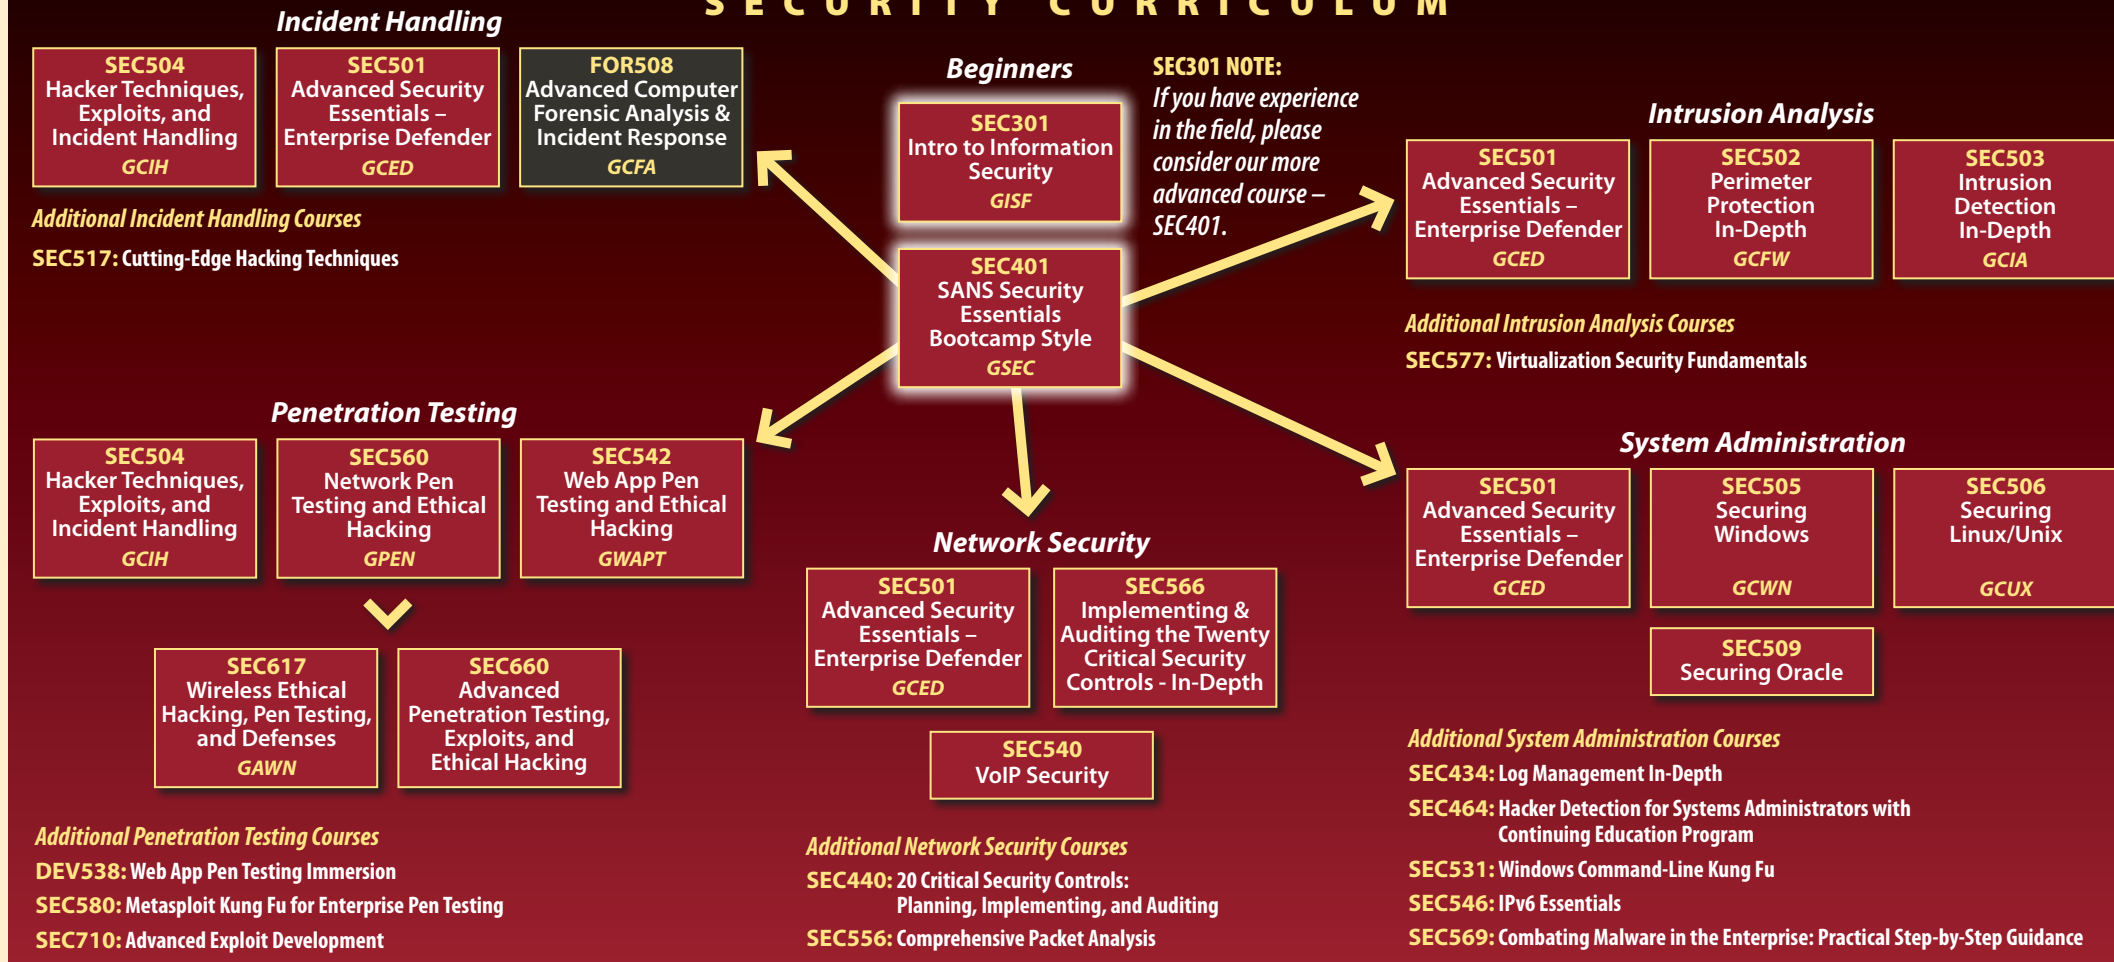 SECURITY CURRICULUM
Incident Handling
SEC504
Hacker Techniques,
Exploits, and
Incident Handling
GCIH
SEC501
Advanced Security
Essentials –
Enterprise Defender
GCED
FOR508
Advanced Computer
Forensic Analysis &
Incident Response
GCFA
Additional Incident Handling Courses
SEC517: Cutting-Edge Hacking Techniques
Beginners
SEC301
Intro to Information
Security
GISF
SEC301 NOTE:
If you have experience
in the field, please
consider our more
advanced course –
SEC401.
SEC401
SANS Security
Essentials
Bootcamp Style
GSEC
Intrusion Analysis
SEC501
Advanced Security
Essentials –
Enterprise Defender
GCED
SEC502
Perimeter
Protection
In-Depth
GCFW
SEC503
Intrusion
Detection
In-Depth
GCIA
Additional Intrusion Analysis Courses
SEC577: Virtualization Security Fundamentals
Penetration Testing
SEC504
Hacker Techniques,
Exploits, and
Incident Handling
GCIH
SEC560
Network Pen
Testing and Ethical
Hacking
GPEN
SEC542
Web App Pen
Testing and Ethical
Hacking
GWAPT
SEC617
Wireless Ethical
Hacking, Pen Testing,
and Defenses
GAWN
SEC660
Advanced
Penetration Testing,
Exploits, and
Ethical Hacking
Additional Penetration Testing Courses
DEV538: Web App Pen Testing Immersion
SEC580: Metasploit Kung Fu for Enterprise Pen Testing
SEC710: Advanced Exploit Development
Network Security
SEC501
Advanced Security
Essentials –
Enterprise Defender
GCED
SEC566
Implementing &
Auditing the Twenty
Critical Security
Controls - In-Depth
SEC540
VoIP Security
Additional Network Security Courses
SEC440: 20 Critical Security Controls:
Planning, Implementing, and Auditing
SEC556: Comprehensive Packet Analysis
System Administration
SEC501
Advanced Security
Essentials –
Enterprise Defender
GCED
SEC505
Securing
Windows
GCWN
SEC506
Securing
Linux/Unix
GCUX
SEC509
Securing Oracle
Additional System Administration Courses
SEC434: Log Management In-Depth
SEC464: Hacker Detection for Systems Administrators with
Continuing Education Program
SEC531: Windows Command-Line Kung Fu
SEC546: IPv6 Essentials
SEC569: Combating Malware in the Enterprise: Practical Step-by-Step Guidance